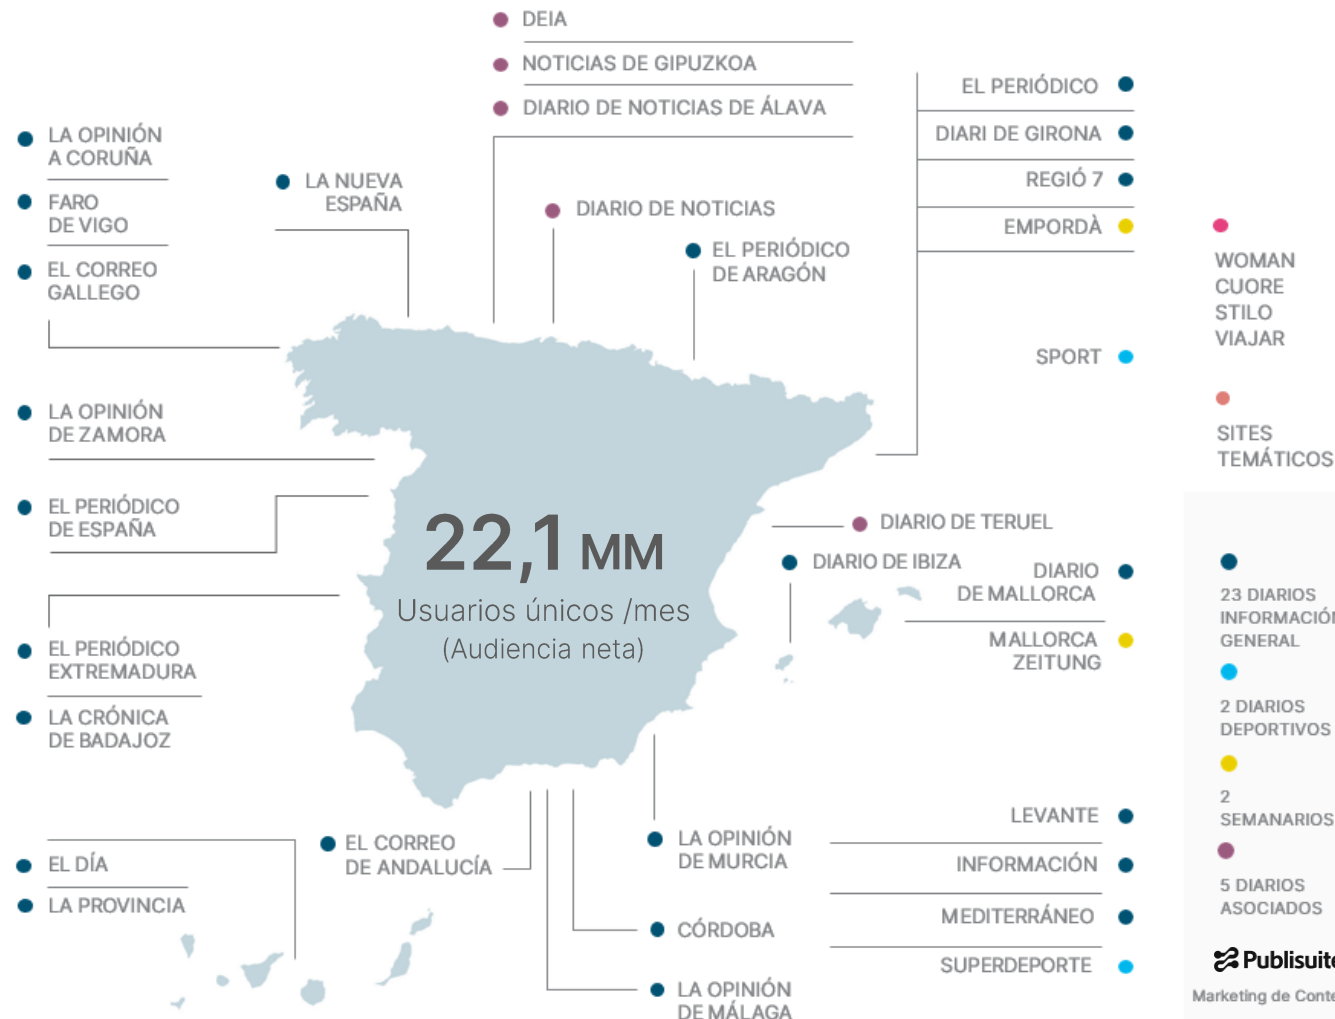 DEIA
NOTICIAS DE GIPUZKOA
DIARIO DE NOTICIAS DE ÁLAVA
LA OPINIÓN
A CORUÑA
FARO
DE VIGO
EL CORREO
GALLEGO
LA NUEVA
ESPAÑA
DIARIO DE NOTICIAS
EL PERIÓDICO
DE ARAGÓN
EL PERIÓDICO
DIARI DE GIRONA
REGIÓ 7
EMPORDÀ
SPORT
WOMAN
CUORE
STILO
VIAJAR
SITES
TEMÁTICOS
LA OPINIÓN
DE ZAMORA
EL PERIÓDICO
DE ESPAÑA
22,1 MM
Usuarios únicos /mes
(Audiencia neta)
DIARIO DE TERUEL
DIARIO DE IBIZA
DIARIO
DE MALLORCA
MALLORCA
ZEITUNG
EL PERIÓDICO
EXTREMADURA
LA CRÓNICA
DE BADAJOZ
EL DÍA
LA PROVINCIA
EL CORREO
DE ANDALUCÍA
LA OPINIÓN
DE MURCIA
CÓRDOBA
LA OPINIÓN
DE MÁLAGA
LEVANTE
INFORMACIÓN
MEDITERRÁNEO
SUPERDEPORTE
23 DIARIOS
INFORMACIÓN
GENERAL
2 DIARIOS
DEPORTIVOS
2
SEMANARIOS
5 DIARIOS
ASOCIADOS
Publisuite
Marketing de Conte